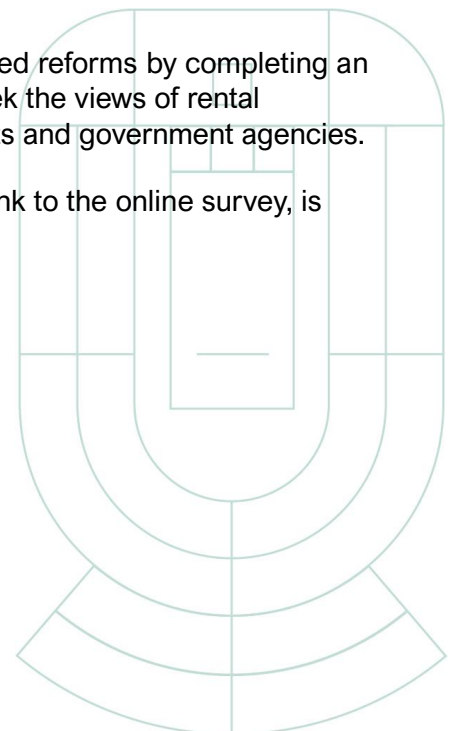 ed reforms by completing an
ek the views of rental
s and government agencies.
nk to the online survey, is